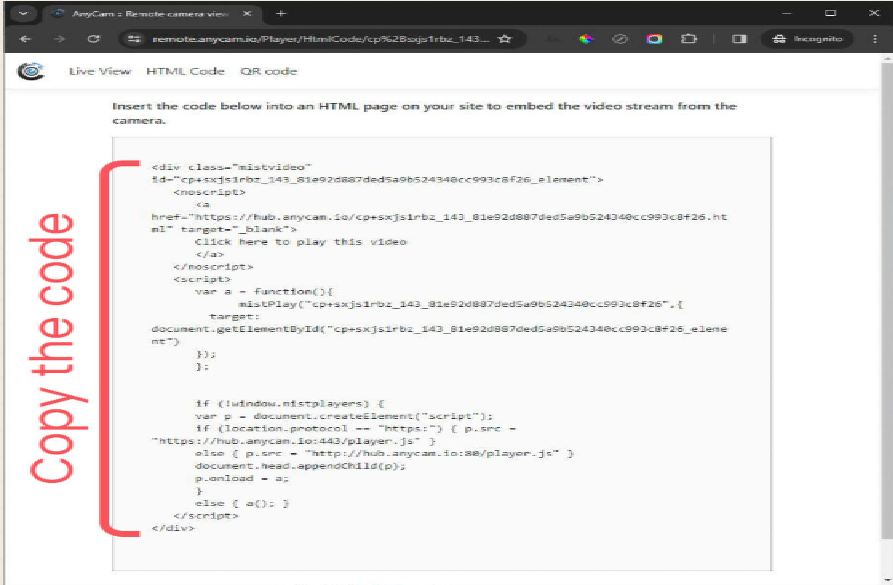 AnyCam :: Remote camera view
remote.anycam.io/Player/HtmlCode/cp%2Bsxjs1rbz_143...
Incognito
Live View HTML Code QR code
Insert the code below into an HTML page on your site to embed the video stream from the
camera.
Copy the code
<div class="mistvideo"
id="cp+sxjs1rbz_143_81e92d887ded5a9b524340cc993c8f26_element">
<noscript>
<a
href="https://hub.anycam.io/cp+sxjs1rbz_143_81e92d887ded5a9b524340cc993c8f26.ht
ml" target="_blank">
Click here to play this video
</a>
</noscript>
<script>
var a = function(){
mistPlay("cp+sxjs1rbz_143_81e92d887ded5a9b524340cc993c8f26",{
target:
document.getElementById("cp+sxjs1rbz_143_81e92d887ded5a9b524340cc993c8f26_eleme
nt")
});
};
if (!window.mistplayers) {
var p = document.createElement("script");
if (location.protocol == "https:") { p.src =
"https://hub.anycam.io:443/player.js" }
else { p.src = "http://hub.anycam.io:80/player.js" }
document.head.appendChild(p);
p.onload = a;
}
else { a(); }
</script>
</div>